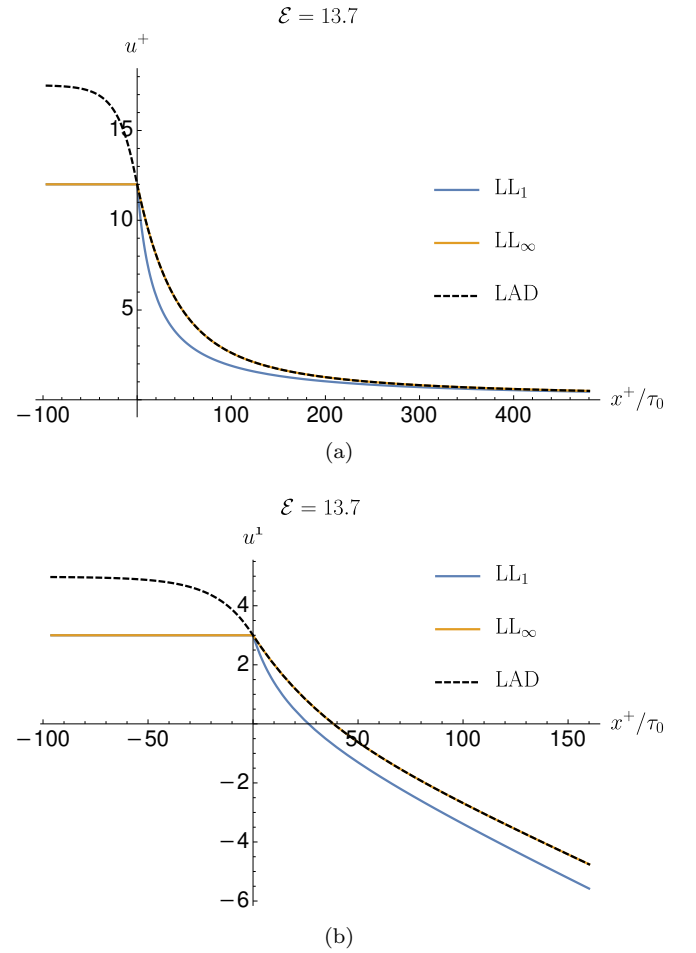 ℰ = 13.7
u⁺
15
10
5
−100 100 200 300 400 x⁺/τ₀
LL₁
LL∞
LAD
(a)
ℰ = 13.7
u¹
4
2
−2
−4
−6
−100 −50 50 100 150 x⁺/τ₀
LL₁
LL∞
LAD
(b)